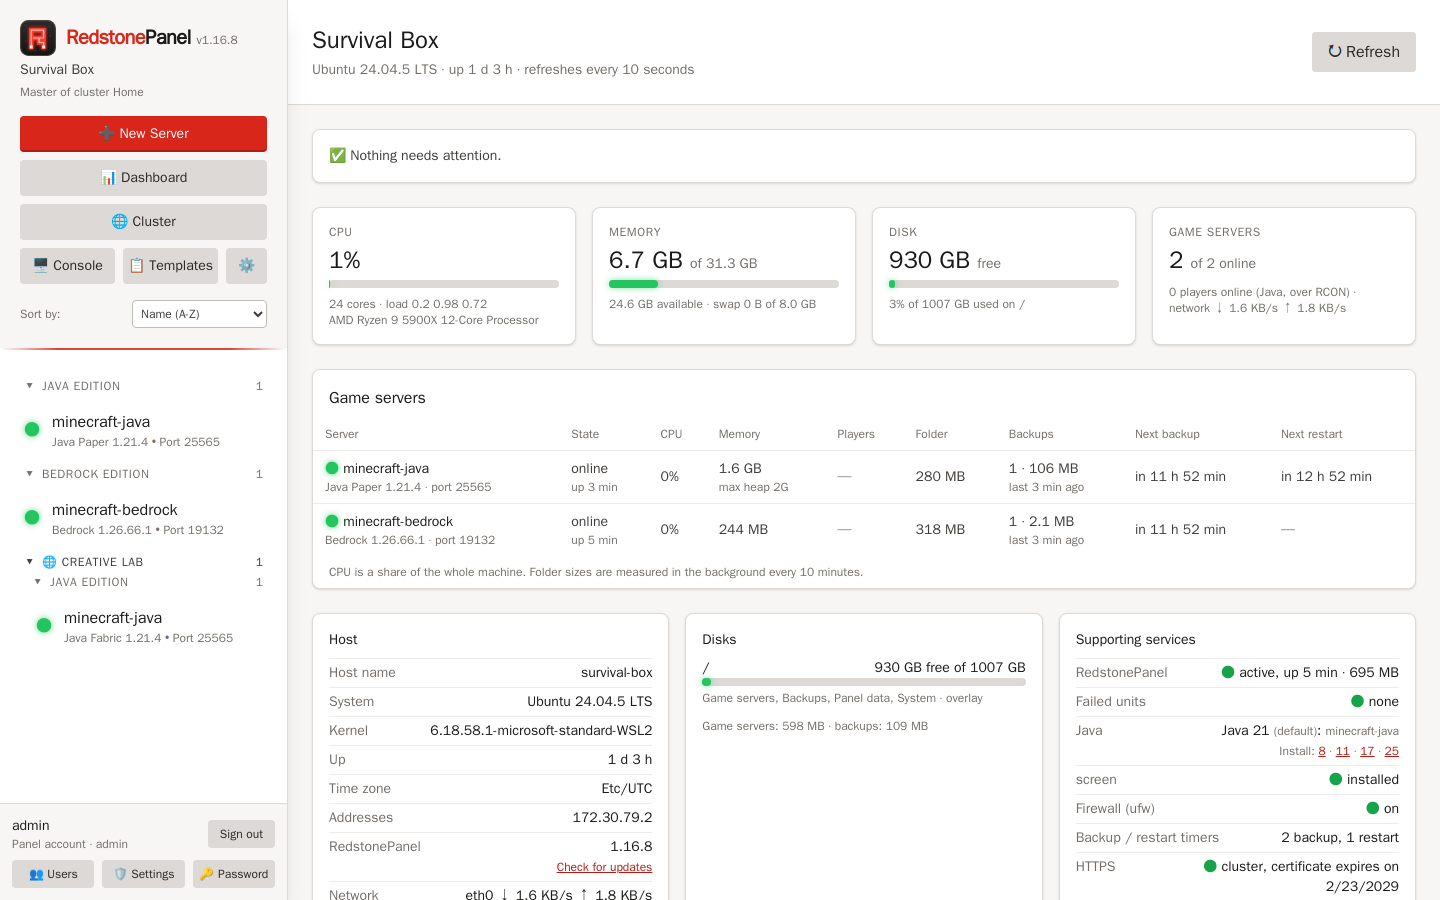 RedstonePanel v1.16.8
Survival Box
Master of cluster Home
➕ New Server
📊 Dashboard
🌐 Cluster
🖥️ Console
📋 Templates
⚙️
Sort by:
Name (A-Z)
▼ JAVA EDITION 1
minecraft-java
Java Paper 1.21.4 • Port 25565
▼ BEDROCK EDITION 1
minecraft-bedrock
Bedrock 1.26.66.1 • Port 19132
▼ 🌐 CREATIVE LAB 1
▼ JAVA EDITION 1
minecraft-java
Java Fabric 1.21.4 • Port 25565
admin
Panel account · admin
Sign out
👥 Users
🛡️ Settings
🔑 Password
Survival Box
Ubuntu 24.04.5 LTS · up 1 d 3 h · refreshes every 10 seconds
↻ Refresh
✅ Nothing needs attention.
CPU
1%
24 cores · load 0.2 0.98 0.72
AMD Ryzen 9 5900X 12-Core Processor
MEMORY
6.7 GB of 31.3 GB
24.6 GB available · swap 0 B of 8.0 GB
DISK
930 GB free
3% of 1007 GB used on /
GAME SERVERS
2 of 2 online
0 players online (Java, over RCON) ·
network ↓ 1.6 KB/s ↑ 1.8 KB/s
Game servers
Server State CPU Memory Players Folder Backups Next backup Next restart
minecraft-java online 0% 1.6 GB — 280 MB 1 · 106 MB in 11 h 52 min in 12 h 52 min
Java Paper 1.21.4 · port 25565 up 3 min max heap 2G last 3 min ago
minecraft-bedrock online 0% 244 MB — 318 MB 1 · 2.1 MB in 11 h 52 min —
Bedrock 1.26.66.1 · port 19132 up 5 min last 3 min ago
CPU is a share of the whole machine. Folder sizes are measured in the background every 10 minutes.
Host
Host name survival-box
System Ubuntu 24.04.5 LTS
Kernel 6.18.58.1-microsoft-standard-WSL2
Up 1 d 3 h
Time zone Etc/UTC
Addresses 172.30.79.2
RedstonePanel 1.16.8
Check for updates
Network eth0 ↓ 1.6 KB/s ↑ 1.8 KB/s
Disks
/ 930 GB free of 1007 GB
Game servers, Backups, Panel data, System · overlay
Game servers: 598 MB · backups: 109 MB
Supporting services
RedstonePanel active, up 5 min · 695 MB
Failed units none
Java Java 21 (default): minecraft-java
Install: 8 · 11 · 17 · 25
screen installed
Firewall (ufw) on
Backup / restart timers 2 backup, 1 restart
HTTPS cluster, certificate expires on
2/23/2029